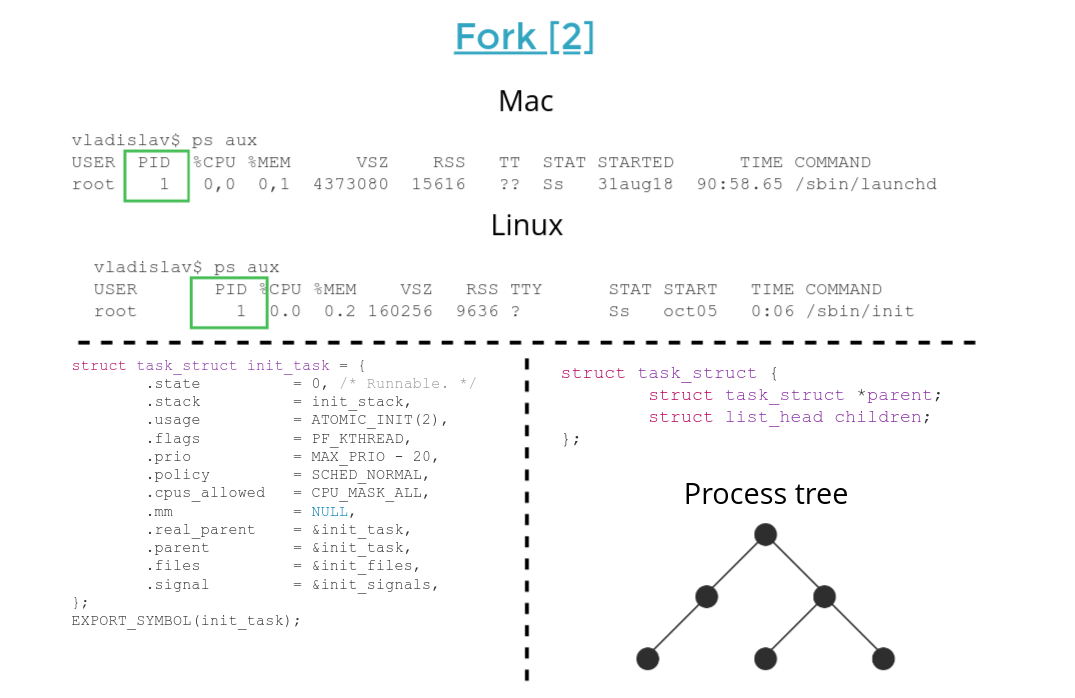 Fork [2]
Mac
vladislav$ ps aux
USER PID %CPU %MEM VSZ RSS TT STAT STARTED TIME COMMAND
root 1 0,0 0,1 4373080 15616 ?? Ss 31aug18 90:58.65 /sbin/launchd
Linux
vladislav$ ps aux
USER PID %CPU %MEM VSZ RSS TTY STAT START TIME COMMAND
root 1 0.0 0.2 160256 9636 ? Ss oct05 0:06 /sbin/init
struct task_struct init_task = {
.state = 0, /* Runnable. */
.stack = init_stack,
.usage = ATOMIC_INIT(2),
.flags = PF_KTHREAD,
.prio = MAX_PRIO - 20,
.policy = SCHED_NORMAL,
.cpus_allowed = CPU_MASK_ALL,
.mm = NULL,
.real_parent = &init_task,
.parent = &init_task,
.files = &init_files,
.signal = &init_signals,
};
EXPORT_SYMBOL(init_task);
struct task_struct {
struct task_struct *parent;
struct list_head children;
};
Process tree